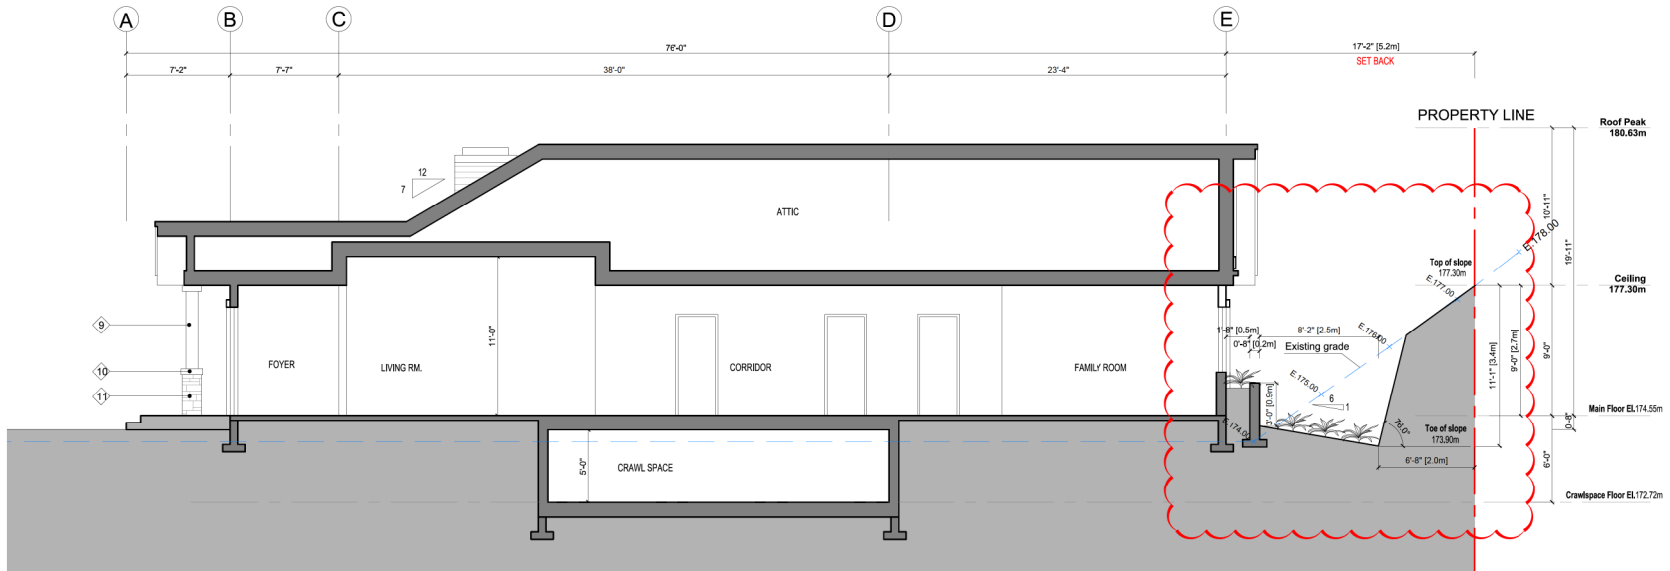 A
B
C
D
E
76'-0"
17'-2" [5.2m]
SET BACK
7'-2"
7'-7"
38'-0"
23'-4"
PROPERTY LINE
Roof Peak
180.63m
12
7
ATTIC
10'-11"
19'-11"
E.178.00
Top of slope
177.30m
E.177.00
Ceiling
177.30m
9
10
11
FOYER
LIVING RM.
11'-0"
CORRIDOR
FAMILY ROOM
1'-8" [0.5m]
8'-2" [2.5m]
0'-8" [0.2m]
E.176.00
Existing grade
E.175.00
6
1
3'-0" [0.9m]
E.174.00
11'-1" [3.4m]
9'-0" [2.7m]
9'-0"
Main Floor El.174.55m
0'-8"
76.0°
Toe of slope
173.90m
6'-8" [2.0m]
6'-0"
5'-0"
CRAWL SPACE
Crawlspace Floor El.172.72m